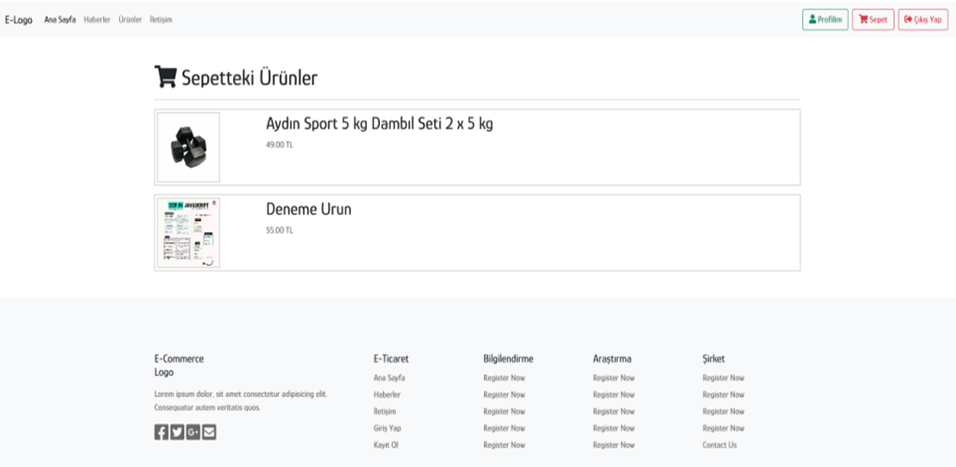 E-Logo Ana Sayfa Haberler Ürünler İletişim Profilim Sepet Çıkış Yap
Sepetteki Ürünler
Aydın Sport 5 kg Dambıl Seti 2 x 5 kg
49.00 TL
Deneme Urun
55.00 TL
E-Commerce
Logo
Lorem ipsum dolor, sit amet consectetur adipisicing elit.
Consequatur autem veritatis quos.
E-Ticaret
Ana Sayfa
Haberler
İletişim
Giriş Yap
Kayıt Ol
Bilgilendirme
Register Now
Register Now
Register Now
Register Now
Register Now
Araştırma
Register Now
Register Now
Register Now
Register Now
Register Now
Şirket
Register Now
Register Now
Register Now
Register Now
Contact Us